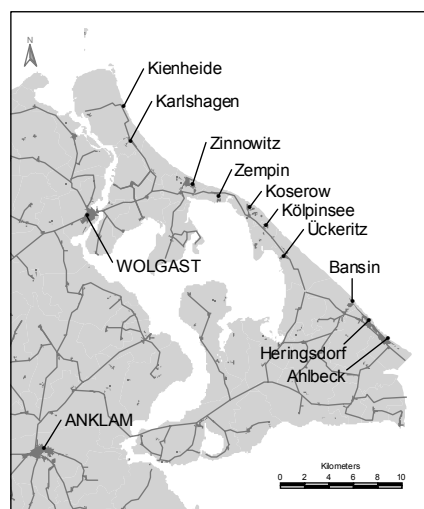 N
Kienheide
Karlshagen
Zinnowitz
Zempin
Koserow
Kölpinsee
Ückeritz
WOLGAST
Bansin
Heringsdorf
Ahlbeck
ANKLAM
Kilometers
0 2 4 6 8 10